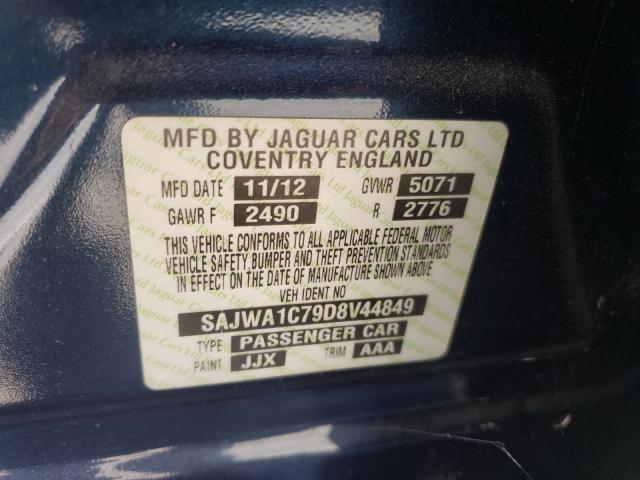 MFD BY JAGUAR CARS LTD
COVENTRY ENGLAND
MFD DATE 11/12 GVWR 5071
GAWR F 2490 R 2776
THIS VEHICLE CONFORMS TO ALL APPLICABLE FEDERAL MOTOR
VEHICLE SAFETY, BUMPER AND THEFT PREVENTION STANDARDS
IN EFFECT ON THE DATE OF MANUFACTURE SHOWN ABOVE
VEH IDENT NO
SAJWA1C79D8V44849
TYPE PASSENGER CAR
PAINT JJX TRIM AAA